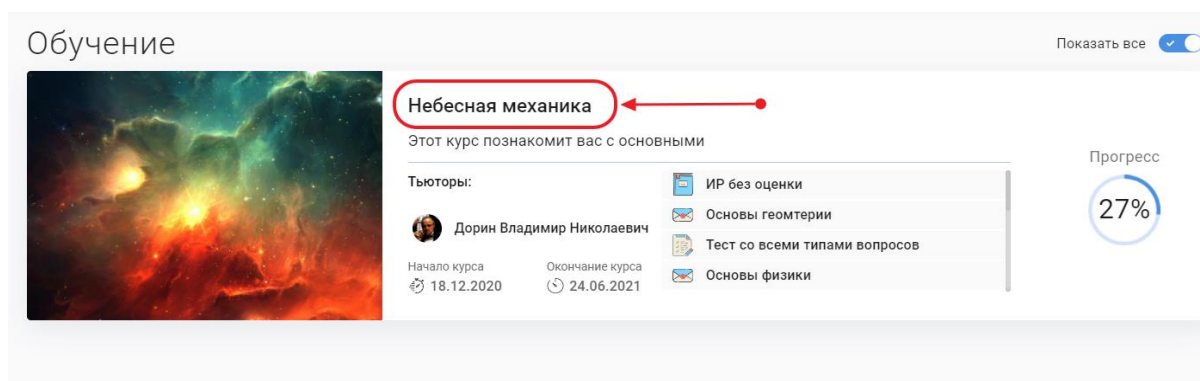 Обучение
Показать все
Небесная механика
Этот курс познакомит вас с основными
Прогресс
27%
Тьюторы:
Дорин Владимир Николаевич
Начало курса
Окончание курса
18.12.2020
24.06.2021
ИР без оценки
Основы геомтерии
Тест со всеми типами вопросов
Основы физики